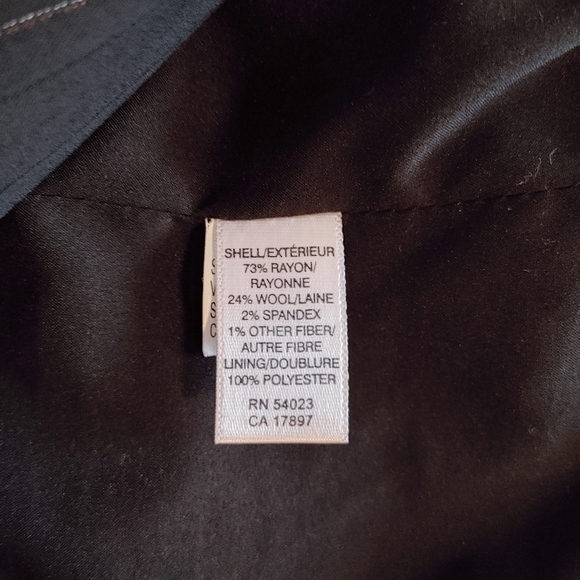 SHELL/EXTÉRIEUR
73% RAYON/
RAYONNE
24% WOOL/LAINE
2% SPANDEX
1% OTHER FIBER/
AUTRE FIBRE
LINING/DOUBLURE
100% POLYESTER
RN 54023
CA 17897